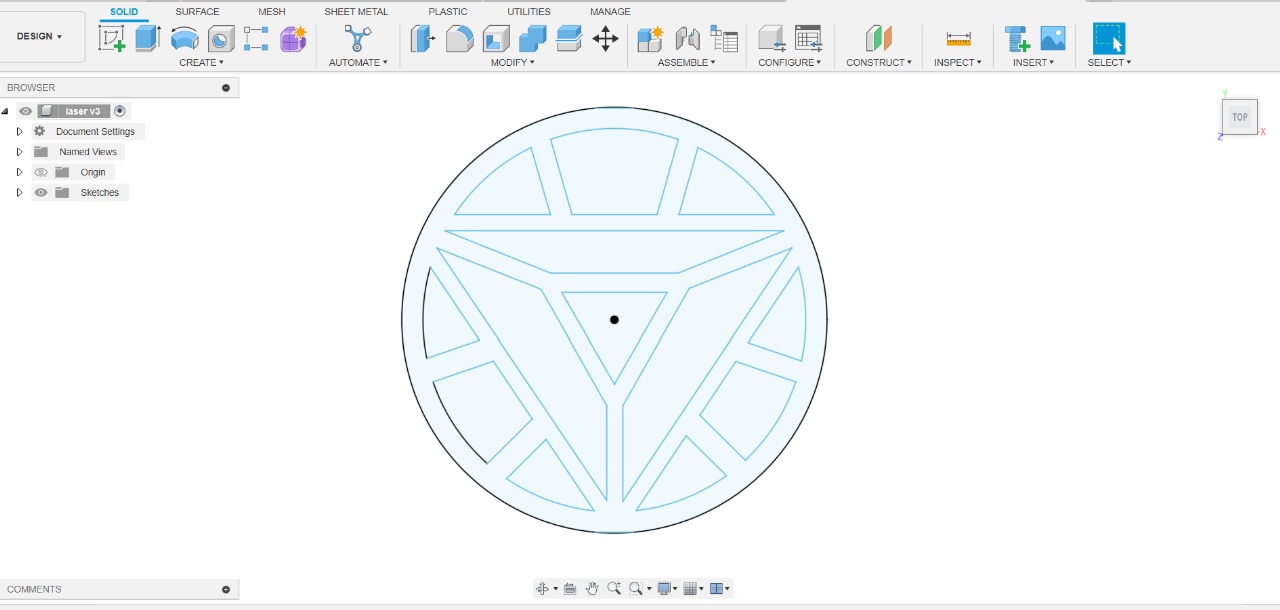 SOLID SURFACE MESH SHEET METAL PLASTIC UTILITIES MANAGE
DESIGN
CREATE AUTOMATE MODIFY ASSEMBLE CONFIGURE CONSTRUCT INSPECT INSERT SELECT
BROWSER
laser v3
Document Settings
Named Views
Origin
Sketches
Y
TOP
X
Z
COMMENTS